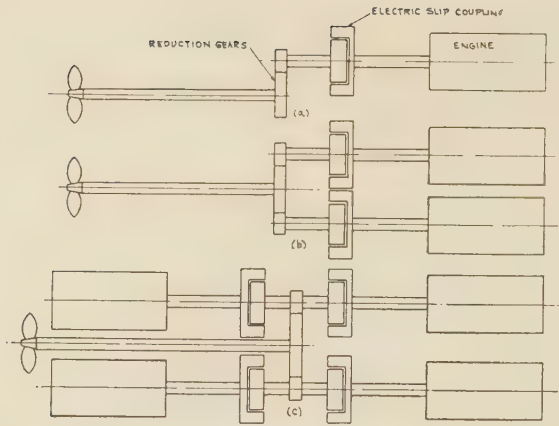 ELECTRIC SLIP COUPLING
REDUCTION GEARS
ENGINE
(a)
(b)
(c)